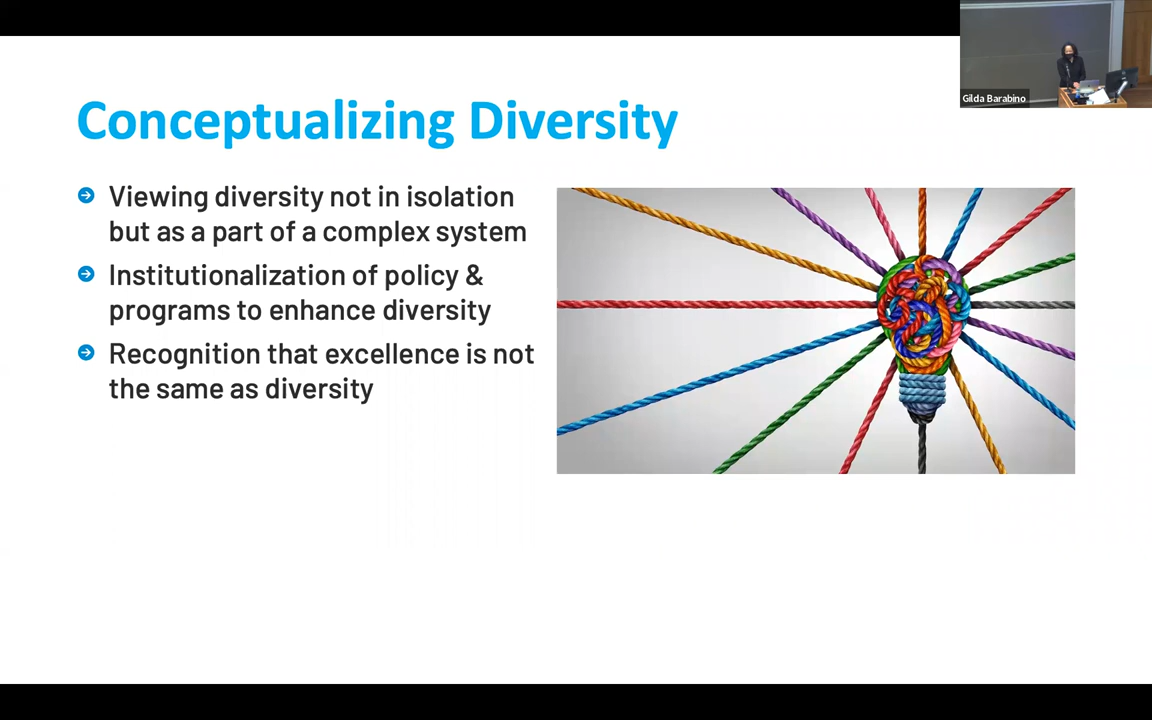 Gilda Barabino
Conceptualizing Diversity
Viewing diversity not in isolation
but as a part of a complex system
Institutionalization of policy &
programs to enhance diversity
Recognition that excellence is not
the same as diversity